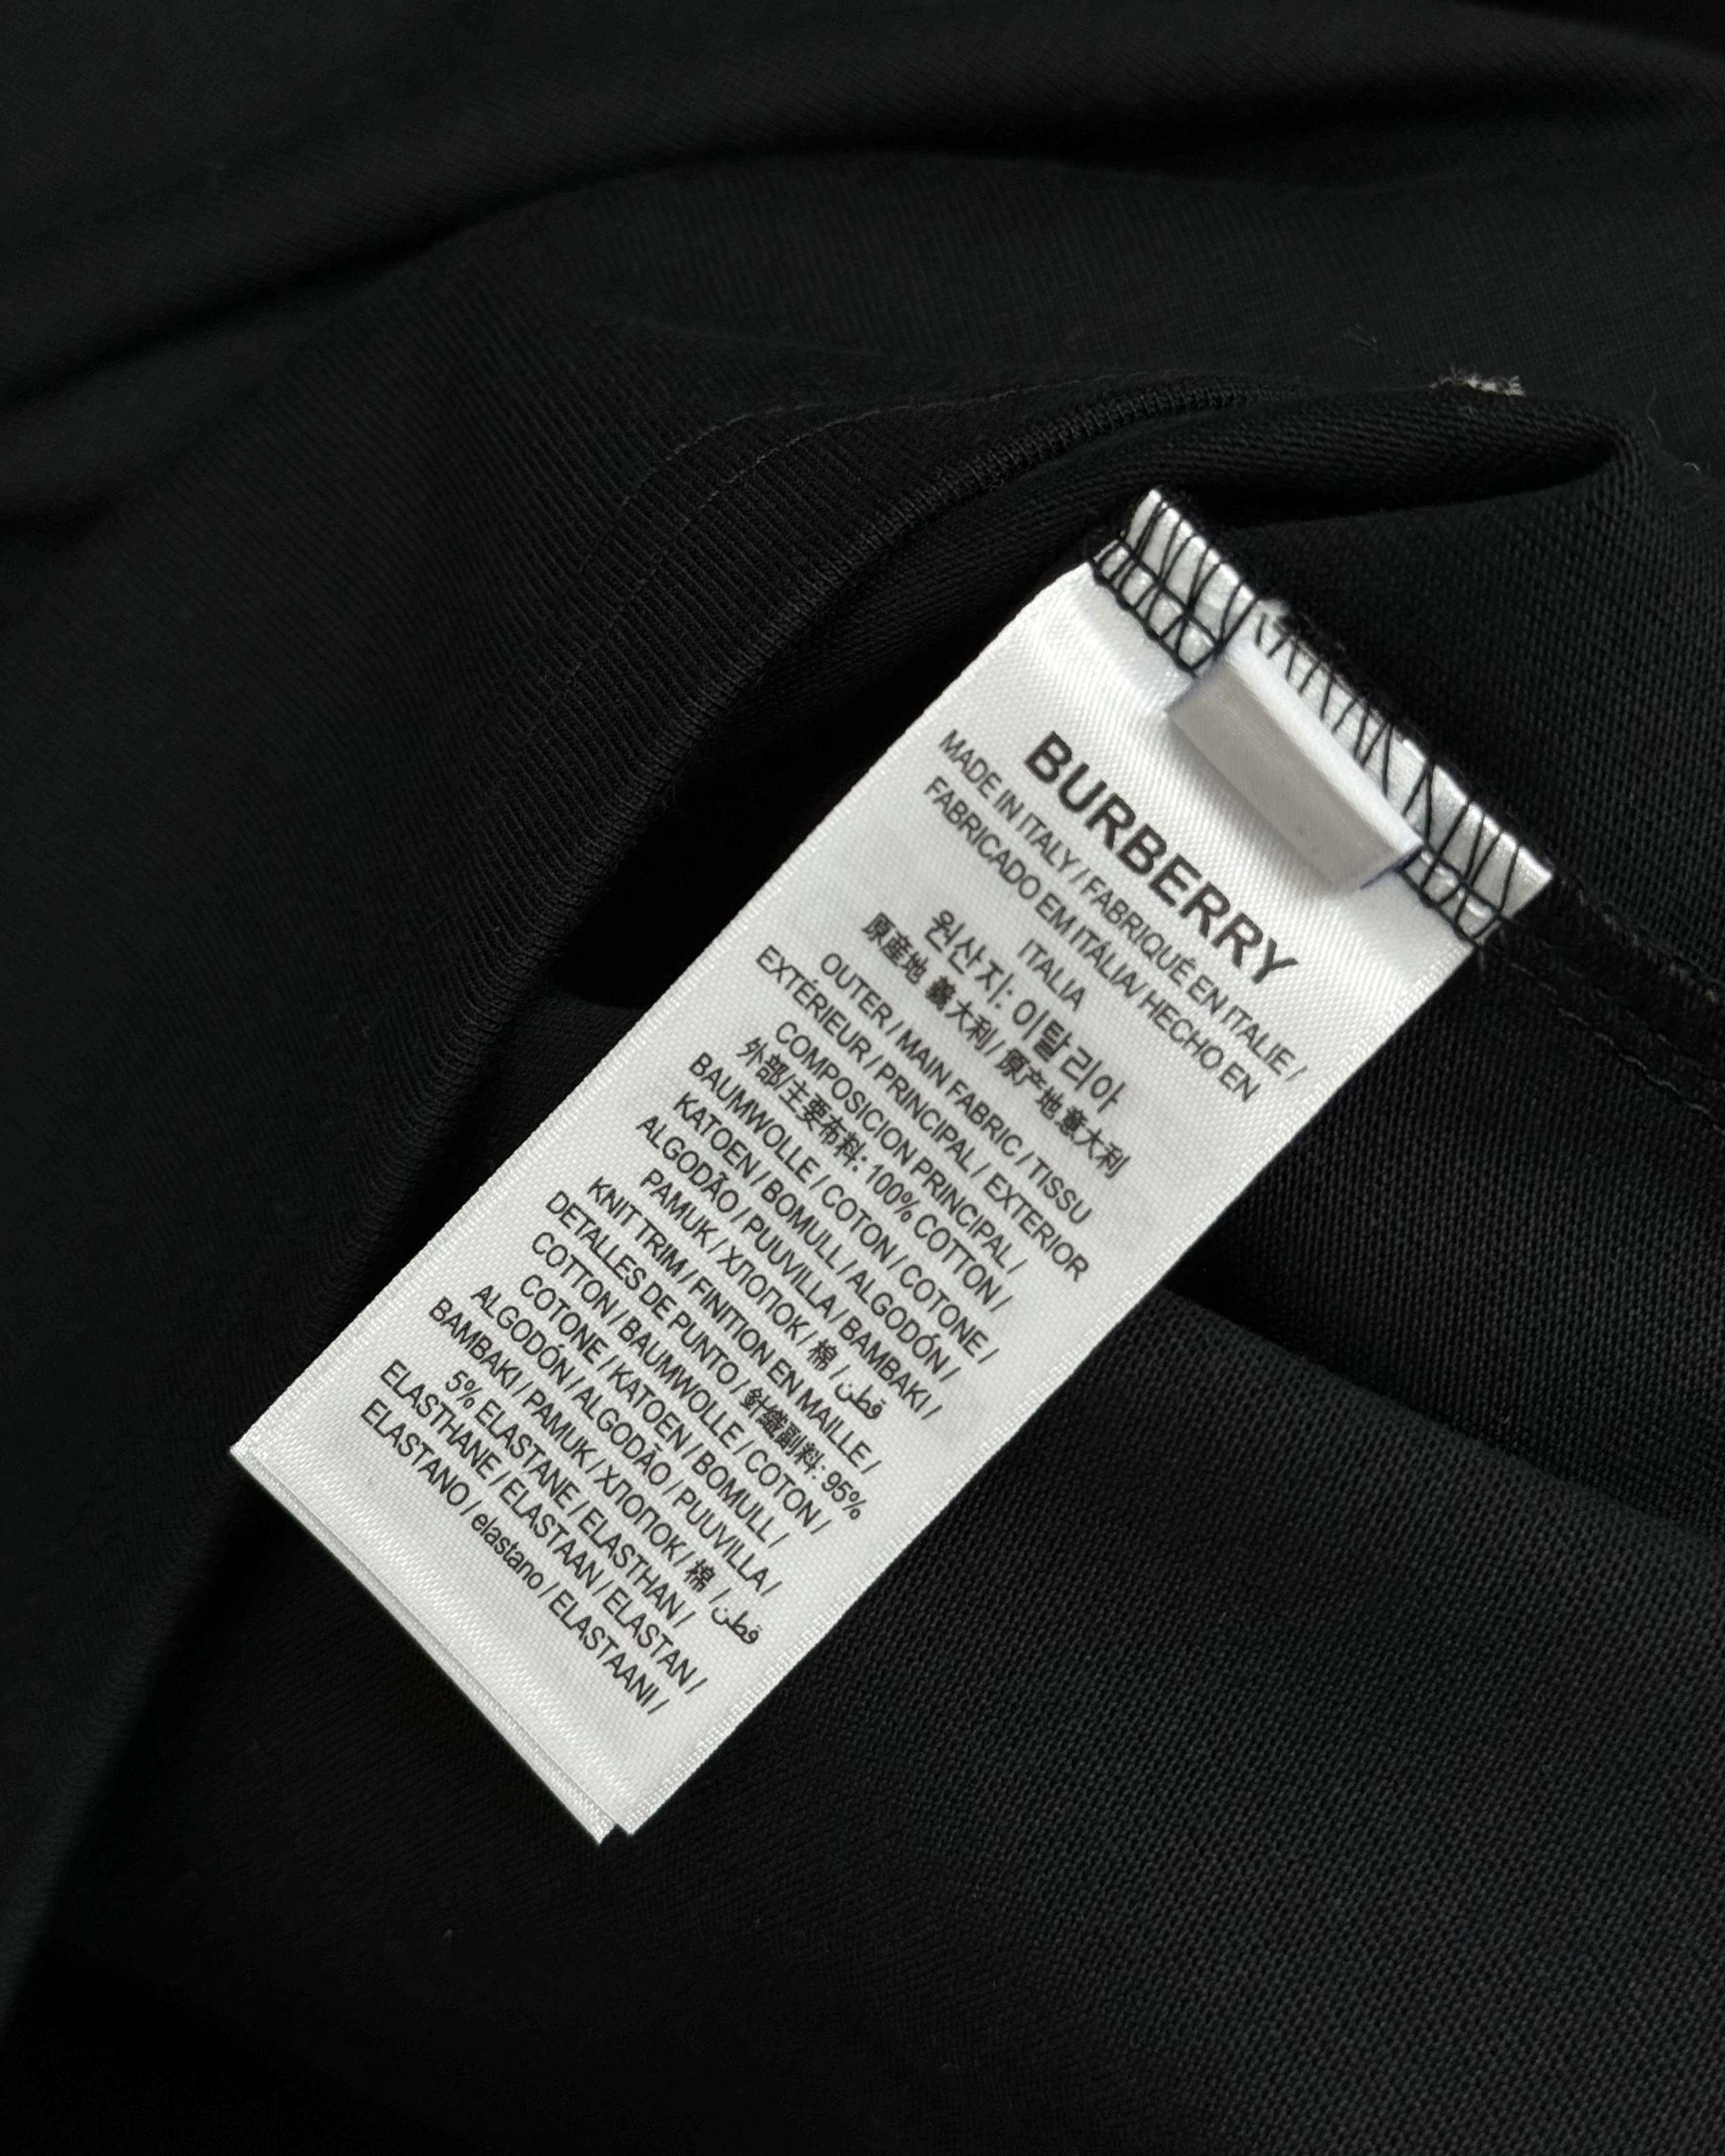 BURBERRY
MADE IN ITALY / FABRIQUÉ EN ITALIE /
FABRICADO EM ITÁLIA/ HECHO EN
ITALIA
원산지: 이탈리아
原産地 義大利/ 原产地 意大利
OUTER / MAIN FABRIC / TISSU
EXTÉRIEUR / PRINCIPAL / EXTERIOR
COMPOSICION PRINCIPAL /
外部/主要布料: 100% COTTON /
BAUMWOLLE / COTON / COTONE /
KATOEN / BOMULL / ALGODÓN /
ALGODÃO / PUUVILLA / BAMBAKI /
PAMUK / ХΠΟΠΟΚ / 棉 / قطن
KNIT TRIM / FINITION EN MAILLE /
DETALLES DE PUNTO / 針織副料: 95%
COTTON / BAUMWOLLE / COTON /
COTONE / KATOEN / BOMULL /
ALGODÓN / ALGODÃO / PUUVILLA /
BAMBAKI / PAMUK / ХΠΟΠΟΚ / 棉 / قطن
5% ELASTANE / ELASTHAN /
ELASTHANE / ELASTAAN / ELASTAN /
ELASTANO / elastano / ELASTAANI /